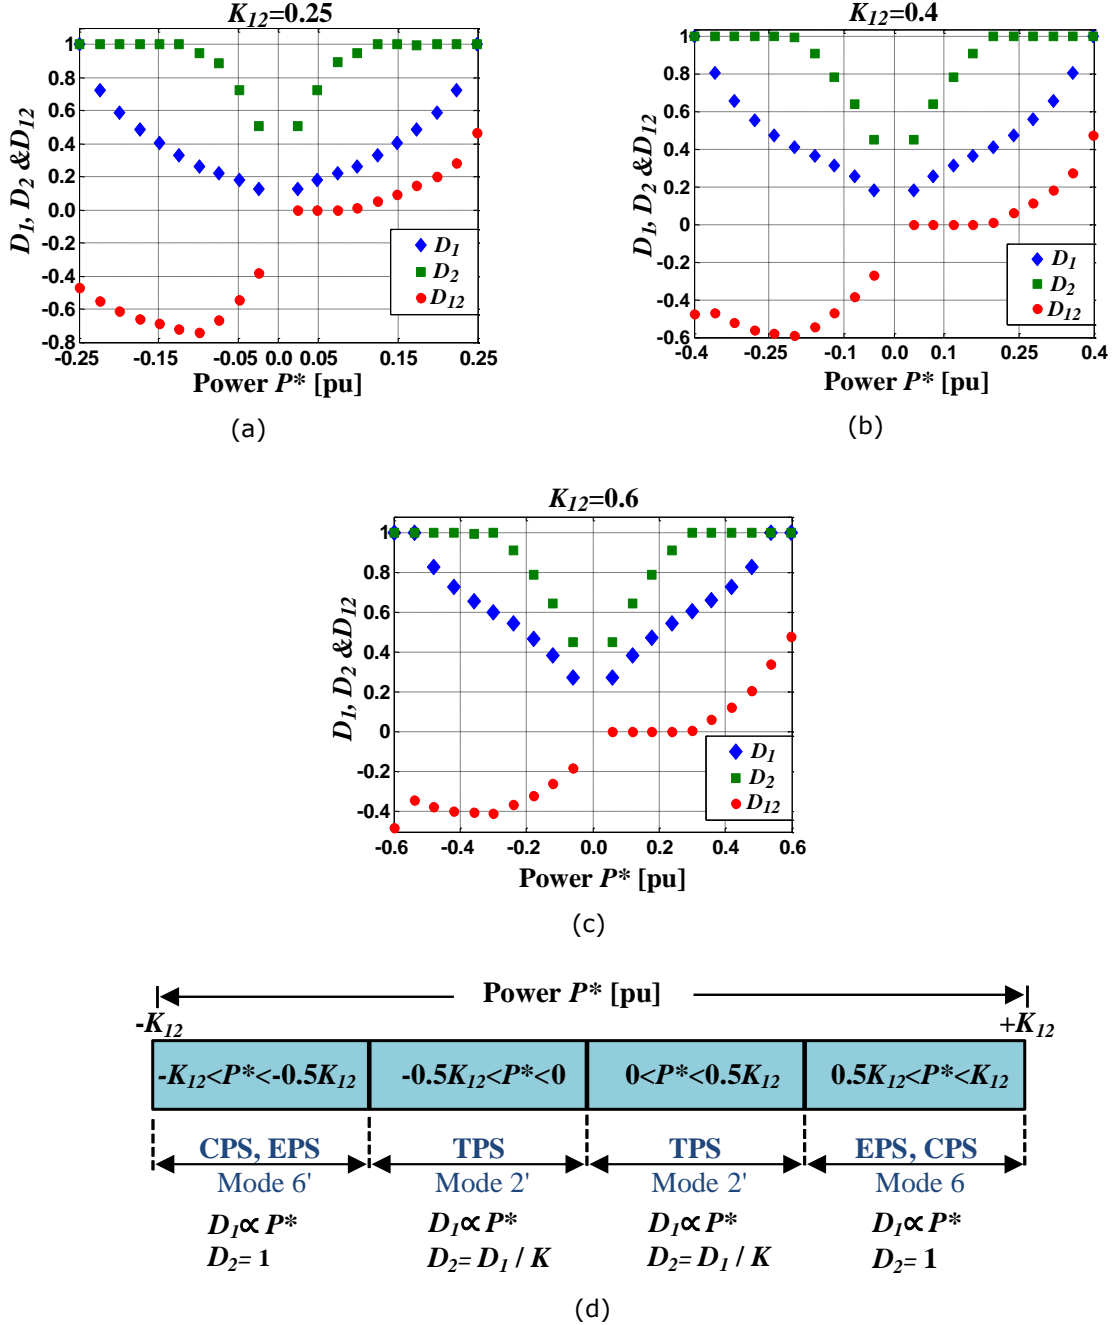 K12=0.25
1
0.8
0.6
0.4
0.2
0.0
-0.2
-0.4
-0.6
-0.8
D1, D2 &D12
D1
D2
D12
-0.25 -0.15 -0.05 0.0 0.05 0.15 0.25
Power P* [pu]
(a)
K12=0.4
1
0.8
0.6
0.4
0.2
0
-0.2
-0.4
-0.6
D1, D2 &D12
D1
D2
D12
-0.4 -0.25 -0.1 0.0 0.1 0.25 0.4
Power P* [pu]
(b)
K12=0.6
1
0.8
0.6
0.4
0.2
0
-0.2
-0.4
D1, D2 &D12
D1
D2
D12
-0.6 -0.4 -0.2 0.0 0.2 0.4 0.6
Power P* [pu]
(c)
Power P* [pu]
-K12 +K12
-K12<P*<-0.5K12 -0.5K12<P*<0 0<P*<0.5K12 0.5K12<P*<K12
CPS, EPS TPS TPS EPS, CPS
Mode 6' Mode 2' Mode 2' Mode 6
D1∝P* D1∝P* D1∝P* D1∝P*
D2= 1 D2= D1 / K D2= D1 / K D2= 1
(d)